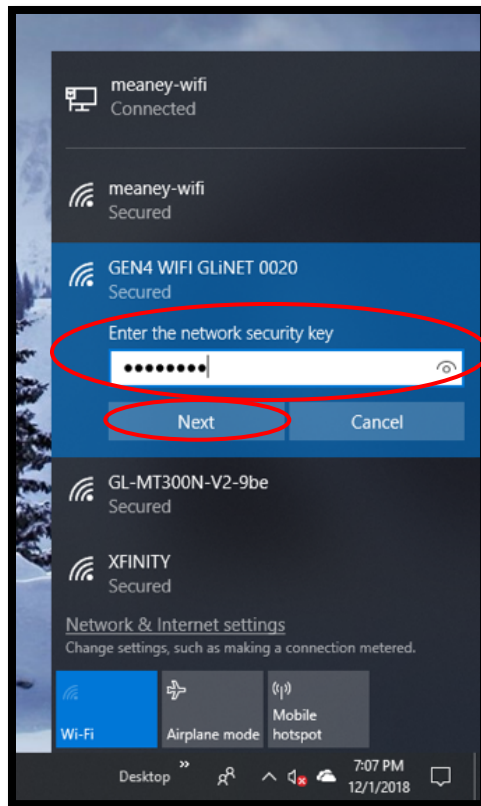 meaney-wifi
Connected
meaney-wifi
Secured
GEN4 WIFI GLiNET 0020
Secured
Enter the network security key
••••••••
Next Cancel
GL-MT300N-V2-9be
Secured
XFINITY
Secured
Network & Internet settings
Change settings, such as making a connection metered.
Wi-Fi
Airplane mode
Mobile
hotspot
Desktop
7:07 PM
12/1/2018